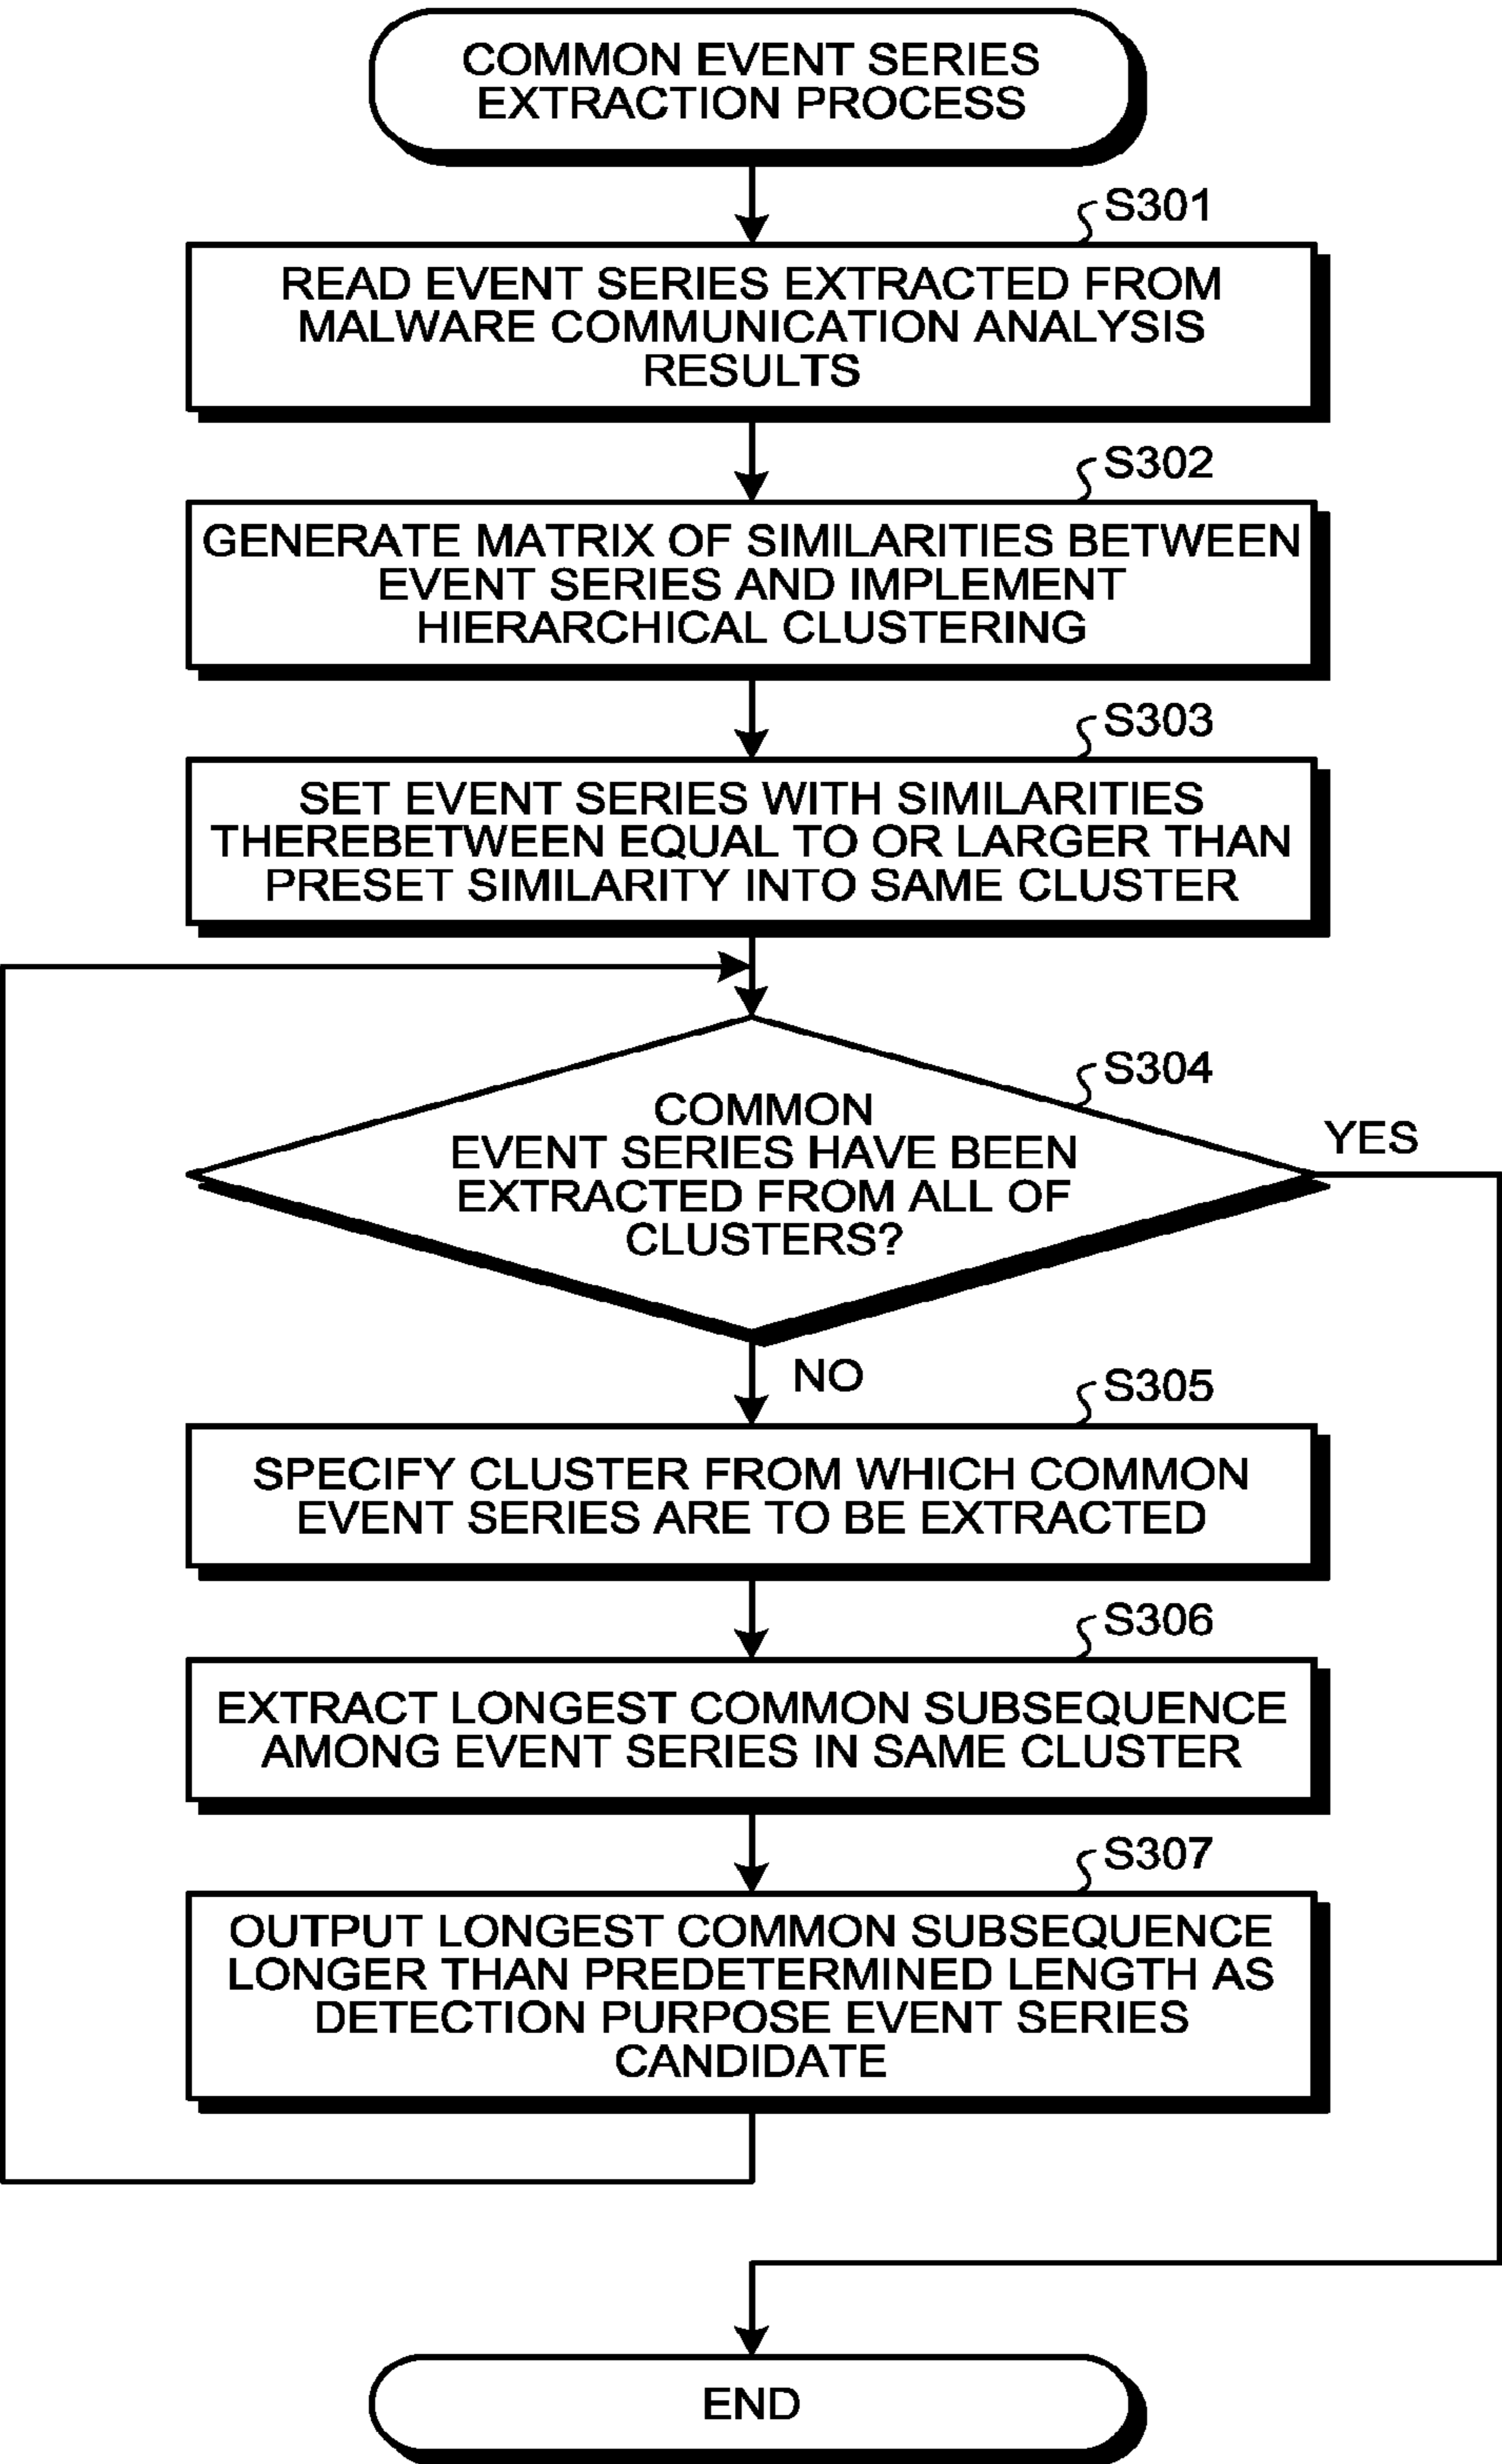 COMMON EVENT SERIES
EXTRACTION PROCESS
S301
READ EVENT SERIES EXTRACTED FROM
MALWARE COMMUNICATION ANALYSIS
RESULTS
S302
GENERATE MATRIX OF SIMILARITIES BETWEEN
EVENT SERIES AND IMPLEMENT
HIERARCHICAL CLUSTERING
S303
SET EVENT SERIES WITH SIMILARITIES
THEREBETWEEN EQUAL TO OR LARGER THAN
PRESET SIMILARITY INTO SAME CLUSTER
S304
COMMON
EVENT SERIES HAVE BEEN
EXTRACTED FROM ALL OF
CLUSTERS?
YES
NO
S305
SPECIFY CLUSTER FROM WHICH COMMON
EVENT SERIES ARE TO BE EXTRACTED
S306
EXTRACT LONGEST COMMON SUBSEQUENCE
AMONG EVENT SERIES IN SAME CLUSTER
S307
OUTPUT LONGEST COMMON SUBSEQUENCE
LONGER THAN PREDETERMINED LENGTH AS
DETECTION PURPOSE EVENT SERIES
CANDIDATE
END